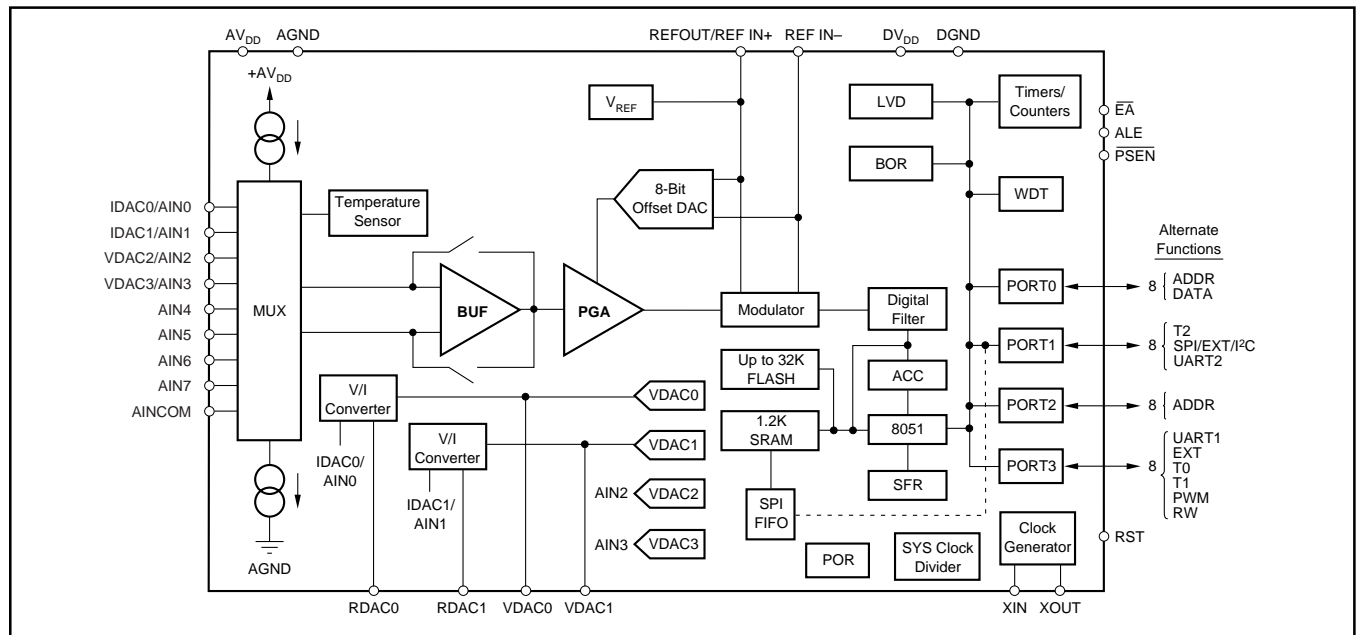 AVDD
AGND
REFOUT/REF IN+
REF IN–
DVDD
DGND
+AVDD
VREF
LVD
Timers/
Counters
EA
ALE
PSEN
BOR
8-Bit
Offset DAC
WDT
Temperature
Sensor
IDAC0/AIN0
IDAC1/AIN1
VDAC2/AIN2
VDAC3/AIN3
AIN4
AIN5
AIN6
AIN7
AINCOM
MUX
BUF
PGA
Modulator
Digital
Filter
Alternate
Functions
PORT0
8
ADDR
DATA
PORT1
8
T2
SPI/EXT/I²C
UART2
Up to 32K
FLASH
ACC
V/I
Converter
VDAC0
PORT2
8
ADDR
1.2K
SRAM
8051
V/I
Converter
VDAC1
IDAC0/
AIN0
PORT3
8
UART1
EXT
T0
T1
PWM
RW
IDAC1/
AIN1
AIN2
VDAC2
SPI
FIFO
SFR
AIN3
VDAC3
POR
SYS Clock
Divider
Clock
Generator
RST
AGND
RDAC0
RDAC1
VDAC0
VDAC1
XIN
XOUT